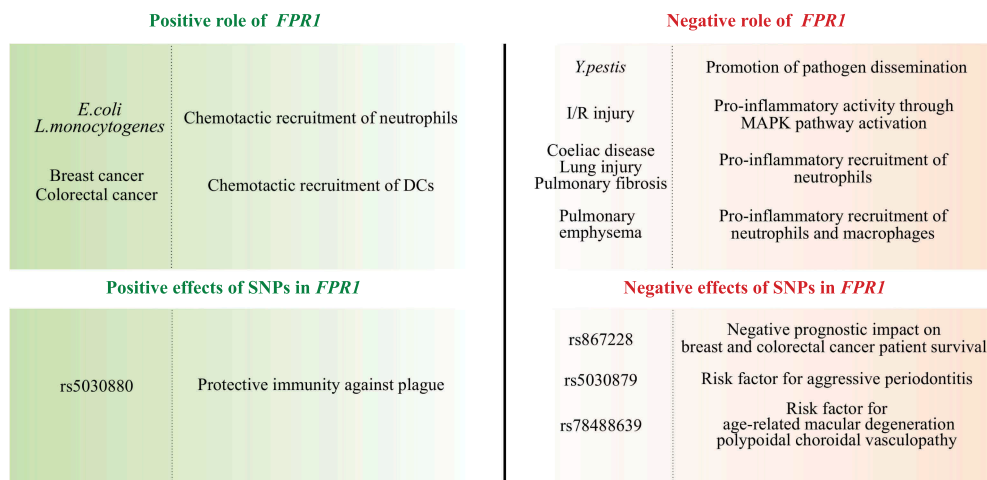 Positive role of FPR1
E.coli
L.monocytogenes
Chemotactic recruitment of neutrophils
Breast cancer
Colorectal cancer
Chemotactic recruitment of DCs
Positive effects of SNPs in FPR1
rs5030880
Protective immunity against plague
Negative role of FPR1
Y.pestis
Promotion of pathogen dissemination
I/R injury
Pro-inflammatory activity through
MAPK pathway activation
Coeliac disease
Lung injury
Pulmonary fibrosis
Pro-inflammatory recruitment of
neutrophils
Pulmonary
emphysema
Pro-inflammatory recruitment of
neutrophils and macrophages
Negative effects of SNPs in FPR1
rs867228
Negative prognostic impact on
breast and colorectal cancer patient survival
rs5030879
Risk factor for aggressive periodontitis
rs78488639
Risk factor for
age-related macular degeneration
polypoidal choroidal vasculopathy